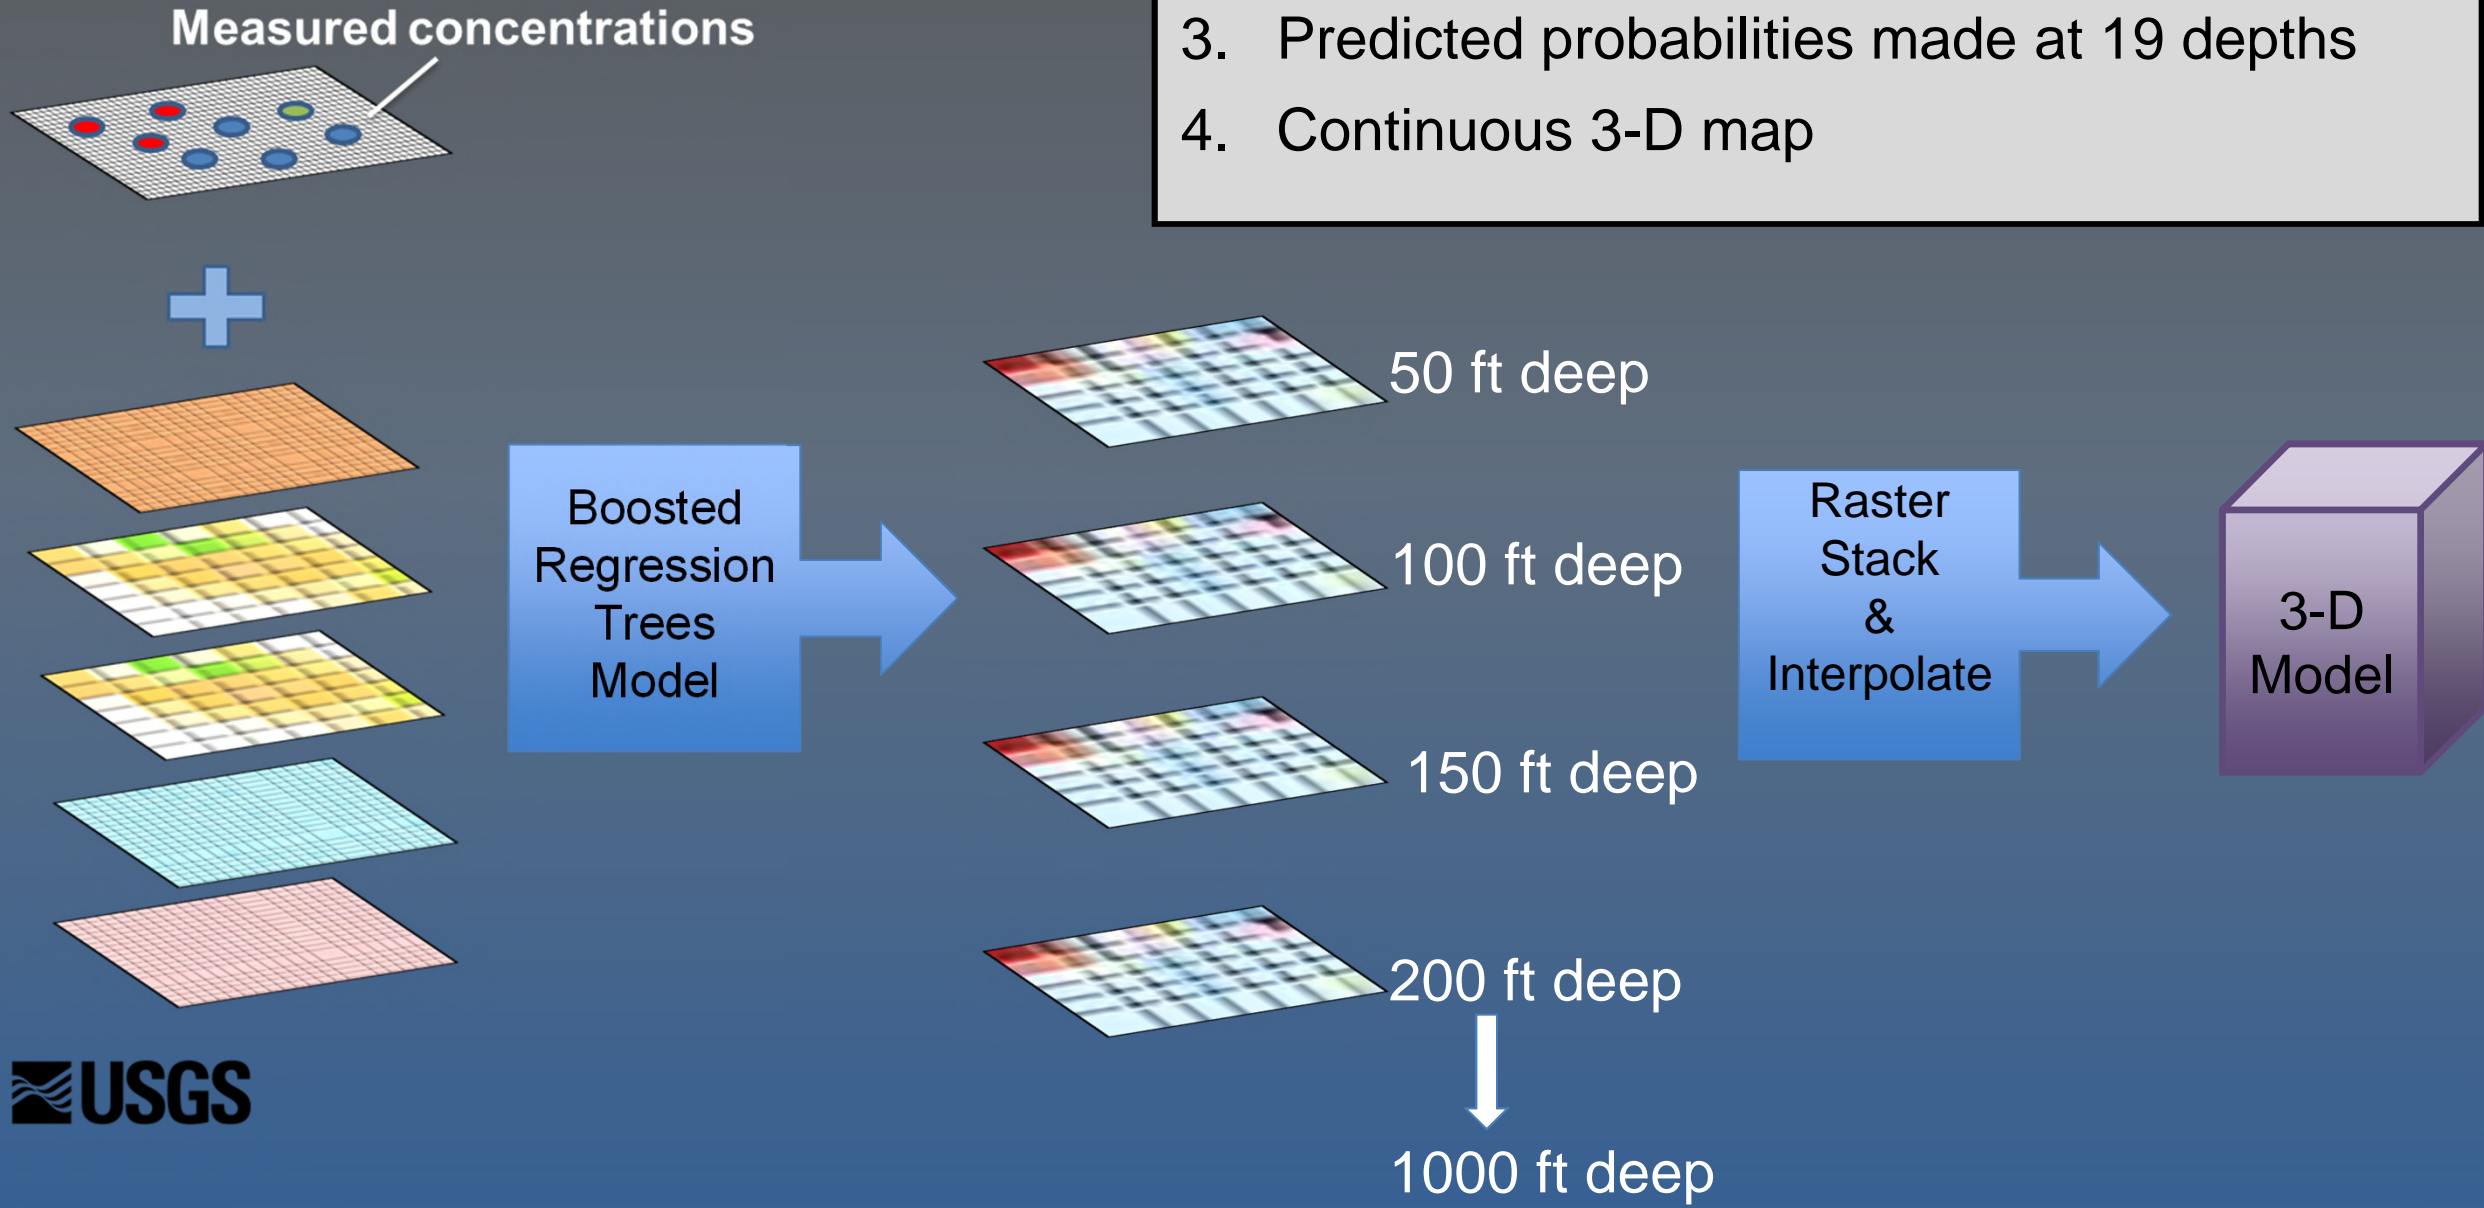 Measured concentrations
3. Predicted probabilities made at 19 depths
4. Continuous 3-D map
Boosted
Regression
Trees
Model
50 ft deep
100 ft deep
150 ft deep
200 ft deep
1000 ft deep
Raster
Stack
&
Interpolate
3-D
Model
USGS